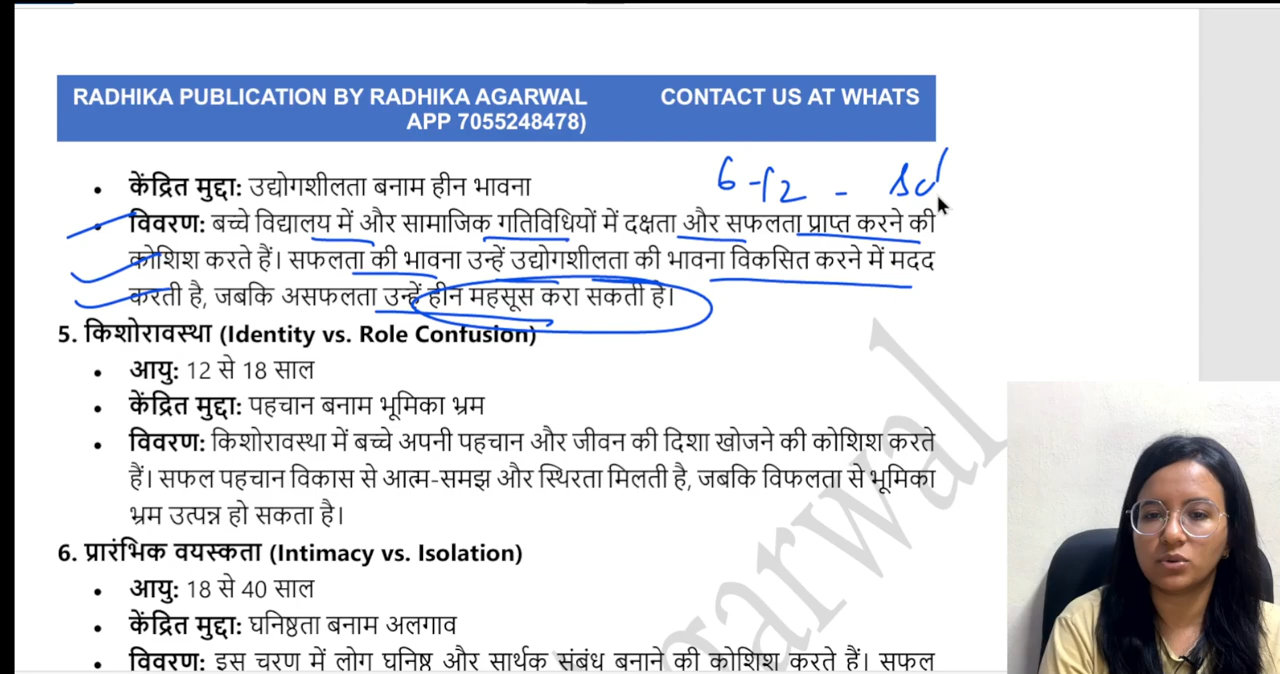 RADHIKA PUBLICATION BY RADHIKA AGARWAL CONTACT US AT WHATS
APP 7055248478)
6-12 -
• केंद्रित मुद्दा: उद्योगशीलता बनाम हीन भावना
• विवरण: बच्चे विद्यालय में और सामाजिक गतिविधियों में दक्षता और सफलता प्राप्त करने की
कोशिश करते हैं। सफलता की भावना उन्हें उद्योगशीलता की भावना विकसित करने में मदद
करती है, जबकि असफलता उन्हें हीन महसूस करा सकती है।
5. किशोरावस्था (Identity vs. Role Confusion)
• आयु: 12 से 18 साल
• केंद्रित मुद्दा: पहचान बनाम भूमिका भ्रम
• विवरण: किशोरावस्था में बच्चे अपनी पहचान और जीवन की दिशा खोजने की कोशिश करते
हैं। सफल पहचान विकास से आत्म-समझ और स्थिरता मिलती है, जबकि विफलता से भूमिका
भ्रम उत्पन्न हो सकता है।
6. प्रारंभिक वयस्कता (Intimacy vs. Isolation)
• आयु: 18 से 40 साल
• केंद्रित मुद्दा: घनिष्ठता बनाम अलगाव
• विवरण: इस चरण में लोग घनिष्ठ और सार्थक संबंध बनाने की कोशिश करते हैं। सफल
garwal